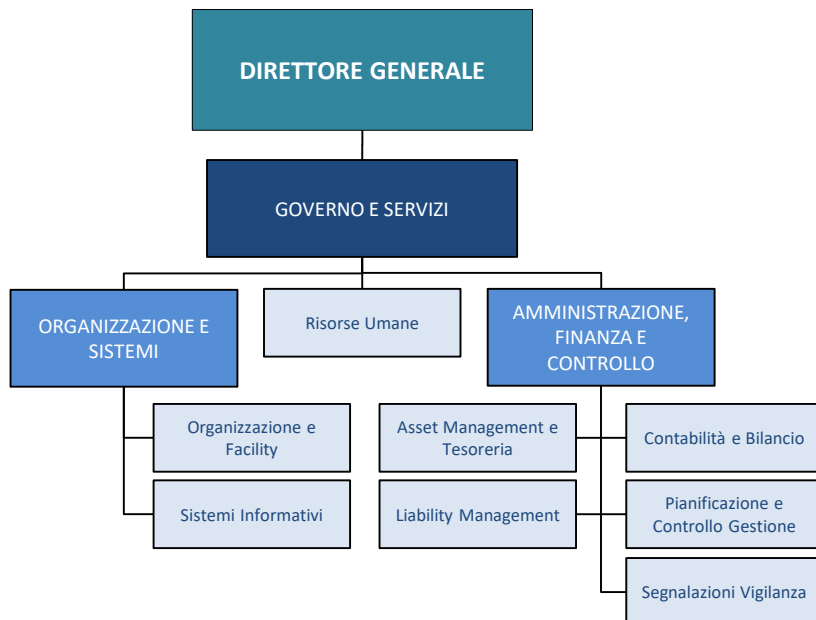 DIRETTORE GENERALE
GOVERNO E SERVIZI
ORGANIZZAZIONE E
SISTEMI
Risorse Umane
AMMINISTRAZIONE,
FINANZA E
CONTROLLO
Organizzazione e
Facility
Asset Management e
Tesoreria
Contabilità e Bilancio
Sistemi Informativi
Liability Management
Pianificazione e
Controllo Gestione
Segnalazioni Vigilanza